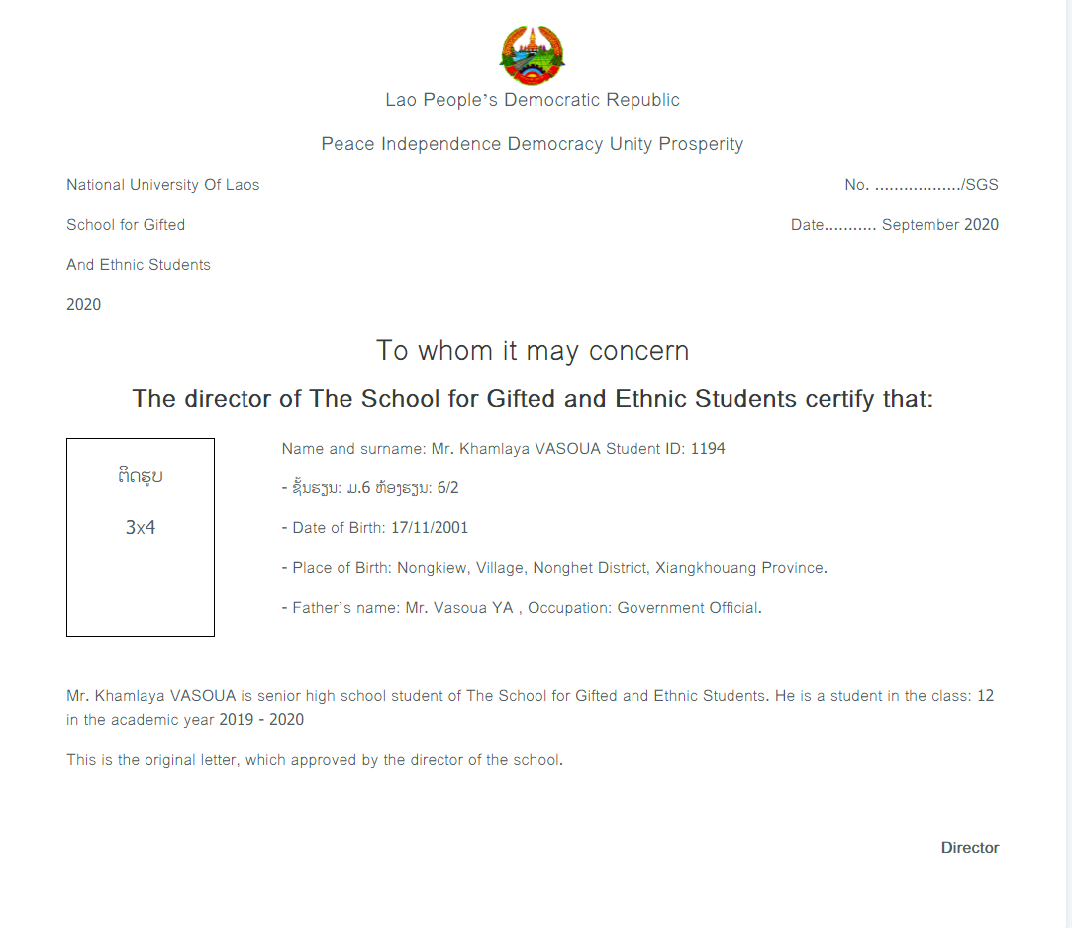 Lao People's Democratic Republic
Peace Independence Democracy Unity Prosperity
National University Of Laos
No. ................../SGS
School for Gifted
Date........... September 2020
And Ethnic Students
2020
To whom it may concern
The director of The School for Gifted and Ethnic Students certify that:
ຕິດຮູບ
3x4
Name and surname: Mr. Khamlaya VASOUA Student ID: 1194
- ຊັ້ນຮຽນ: ມ.6 ຫ້ອງຮຽນ: 6/2
- Date of Birth: 17/11/2001
- Place of Birth: Nongkiew, Village, Nonghet District, Xiangkhouang Province.
- Father's name: Mr. Vasoua YA , Occupation: Government Official.
Mr. Khamlaya VASOUA is senior high school student of The School for Gifted and Ethnic Students. He is a student in the class: 12
in the academic year 2019 - 2020
This is the original letter, which approved by the director of the school.
Director